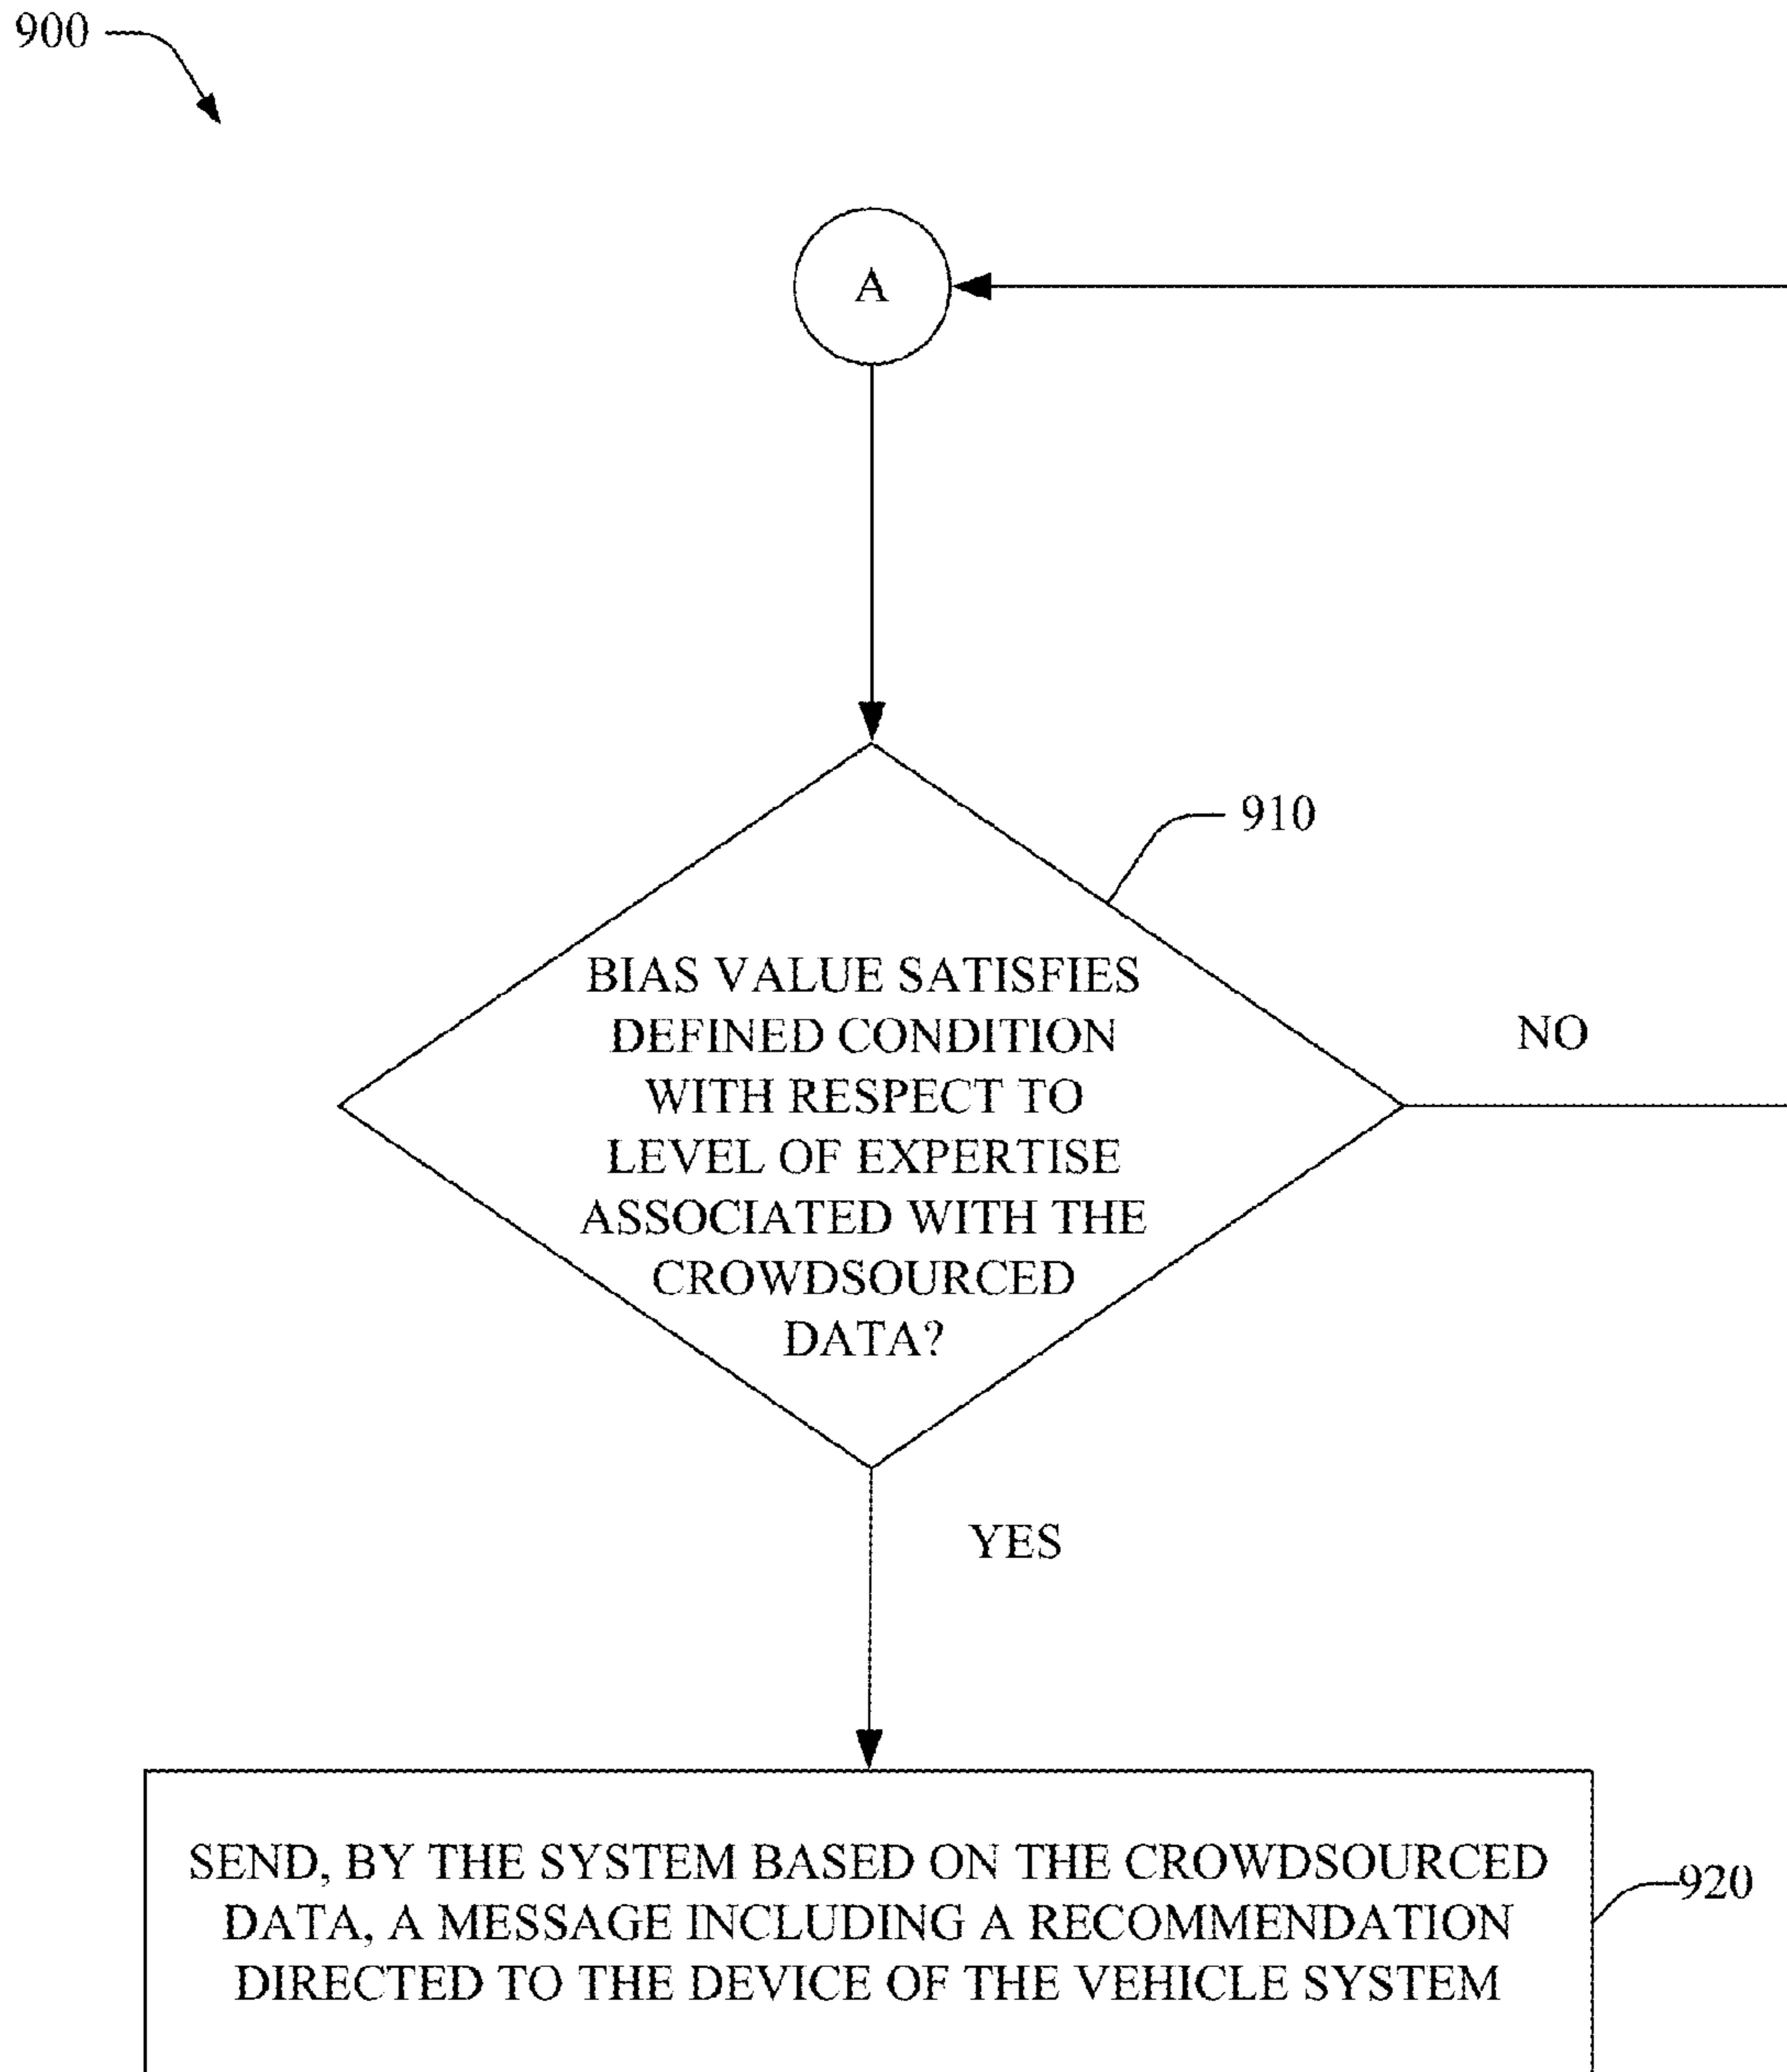 900
A
910
BIAS VALUE SATISFIES
DEFINED CONDITION
WITH RESPECT TO
LEVEL OF EXPERTISE
ASSOCIATED WITH THE
CROWDSOURCED
DATA?
NO
YES
SEND, BY THE SYSTEM BASED ON THE CROWDSOURCED
DATA, A MESSAGE INCLUDING A RECOMMENDATION
DIRECTED TO THE DEVICE OF THE VEHICLE SYSTEM
920